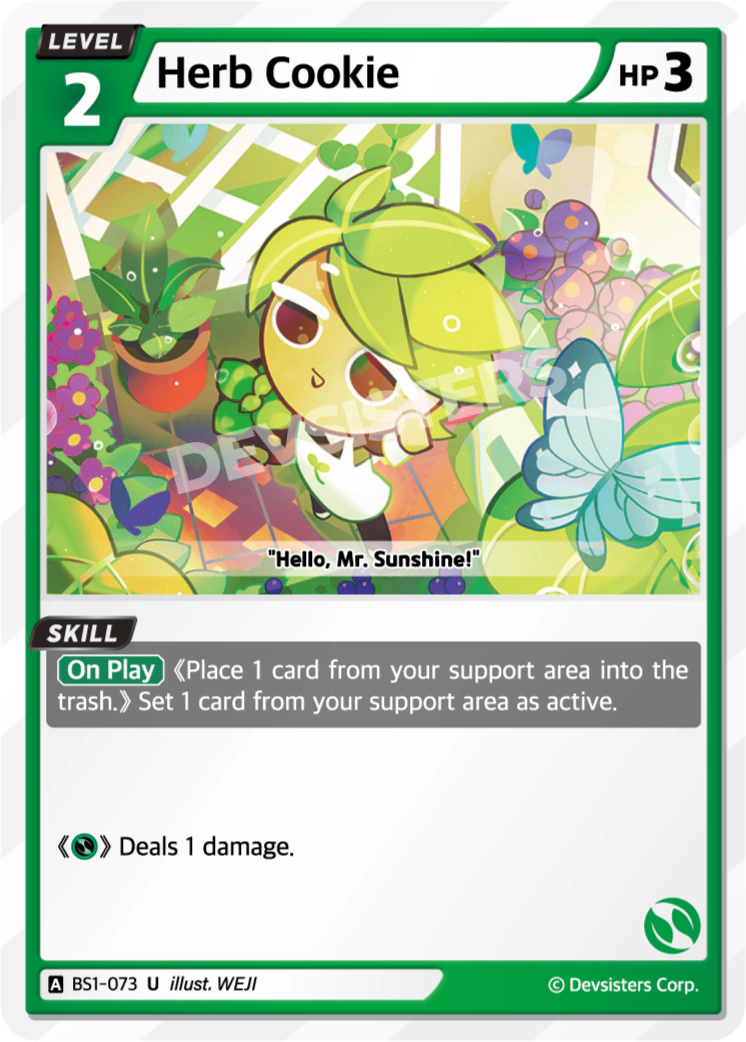 LEVEL
2
Herb Cookie
HP 3
DEVSISTERS
"Hello, Mr. Sunshine!"
SKILL
On Play 《Place 1 card from your support area into the
trash.》 Set 1 card from your support area as active.
《》 Deals 1 damage.
A BS1-073 U illust. WEJI
© Devsisters Corp.